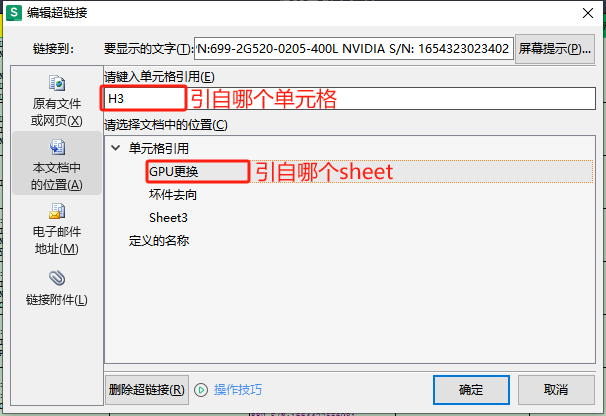 S 编辑超链接
链接到: 要显示的文字(T): /N:699-2G520-0205-400L NVIDIA S/N: 1654323023402 屏幕提示(P)...
请键入单元格引用(E)
H3 引自哪个单元格
请选择文档中的位置(C)
单元格引用
GPU更换 引自哪个sheet
坏件去向
Sheet3
定义的名称
原有文件
或网页(X)
本文档中
的位置(A)
电子邮件
地址(M)
链接附件(L)
删除超链接(R) 操作技巧 确定 取消